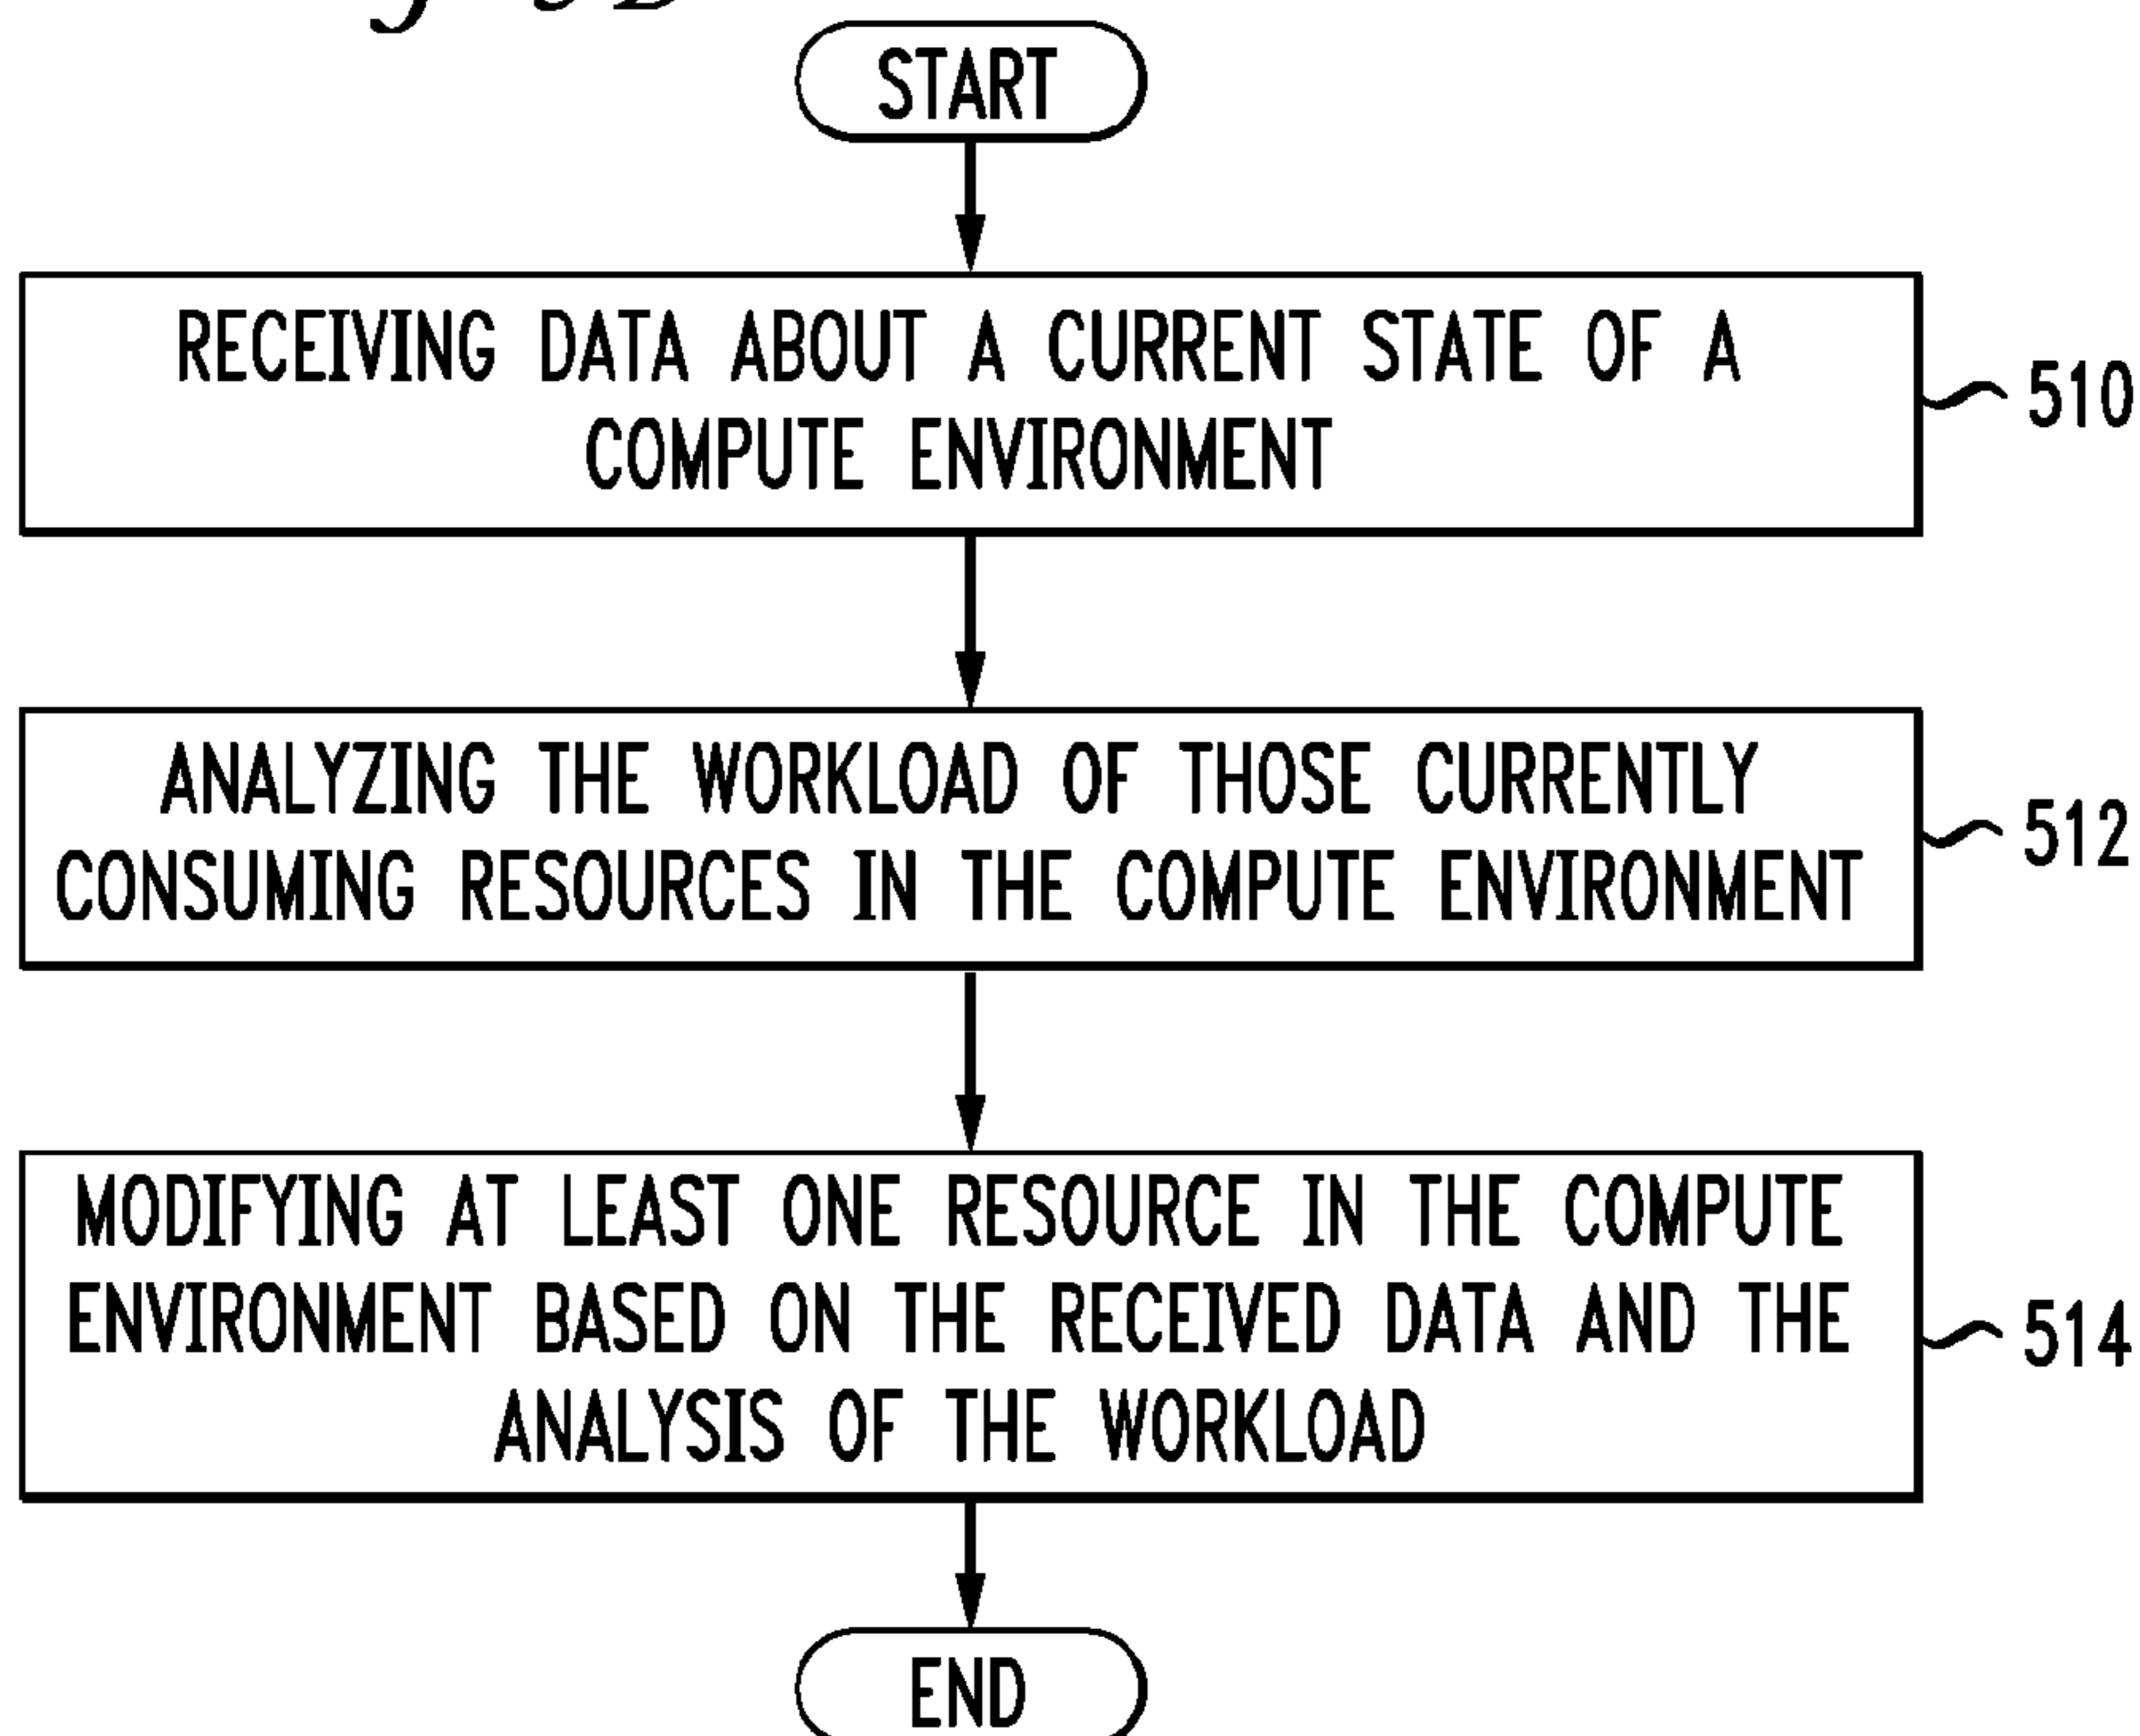 START
RECEIVING DATA ABOUT A CURRENT STATE OF A
COMPUTE ENVIRONMENT
510
ANALYZING THE WORKLOAD OF THOSE CURRENTLY
CONSUMING RESOURCES IN THE COMPUTE ENVIRONMENT
512
MODIFYING AT LEAST ONE RESOURCE IN THE COMPUTE
ENVIRONMENT BASED ON THE RECEIVED DATA AND THE
ANALYSIS OF THE WORKLOAD
514
END